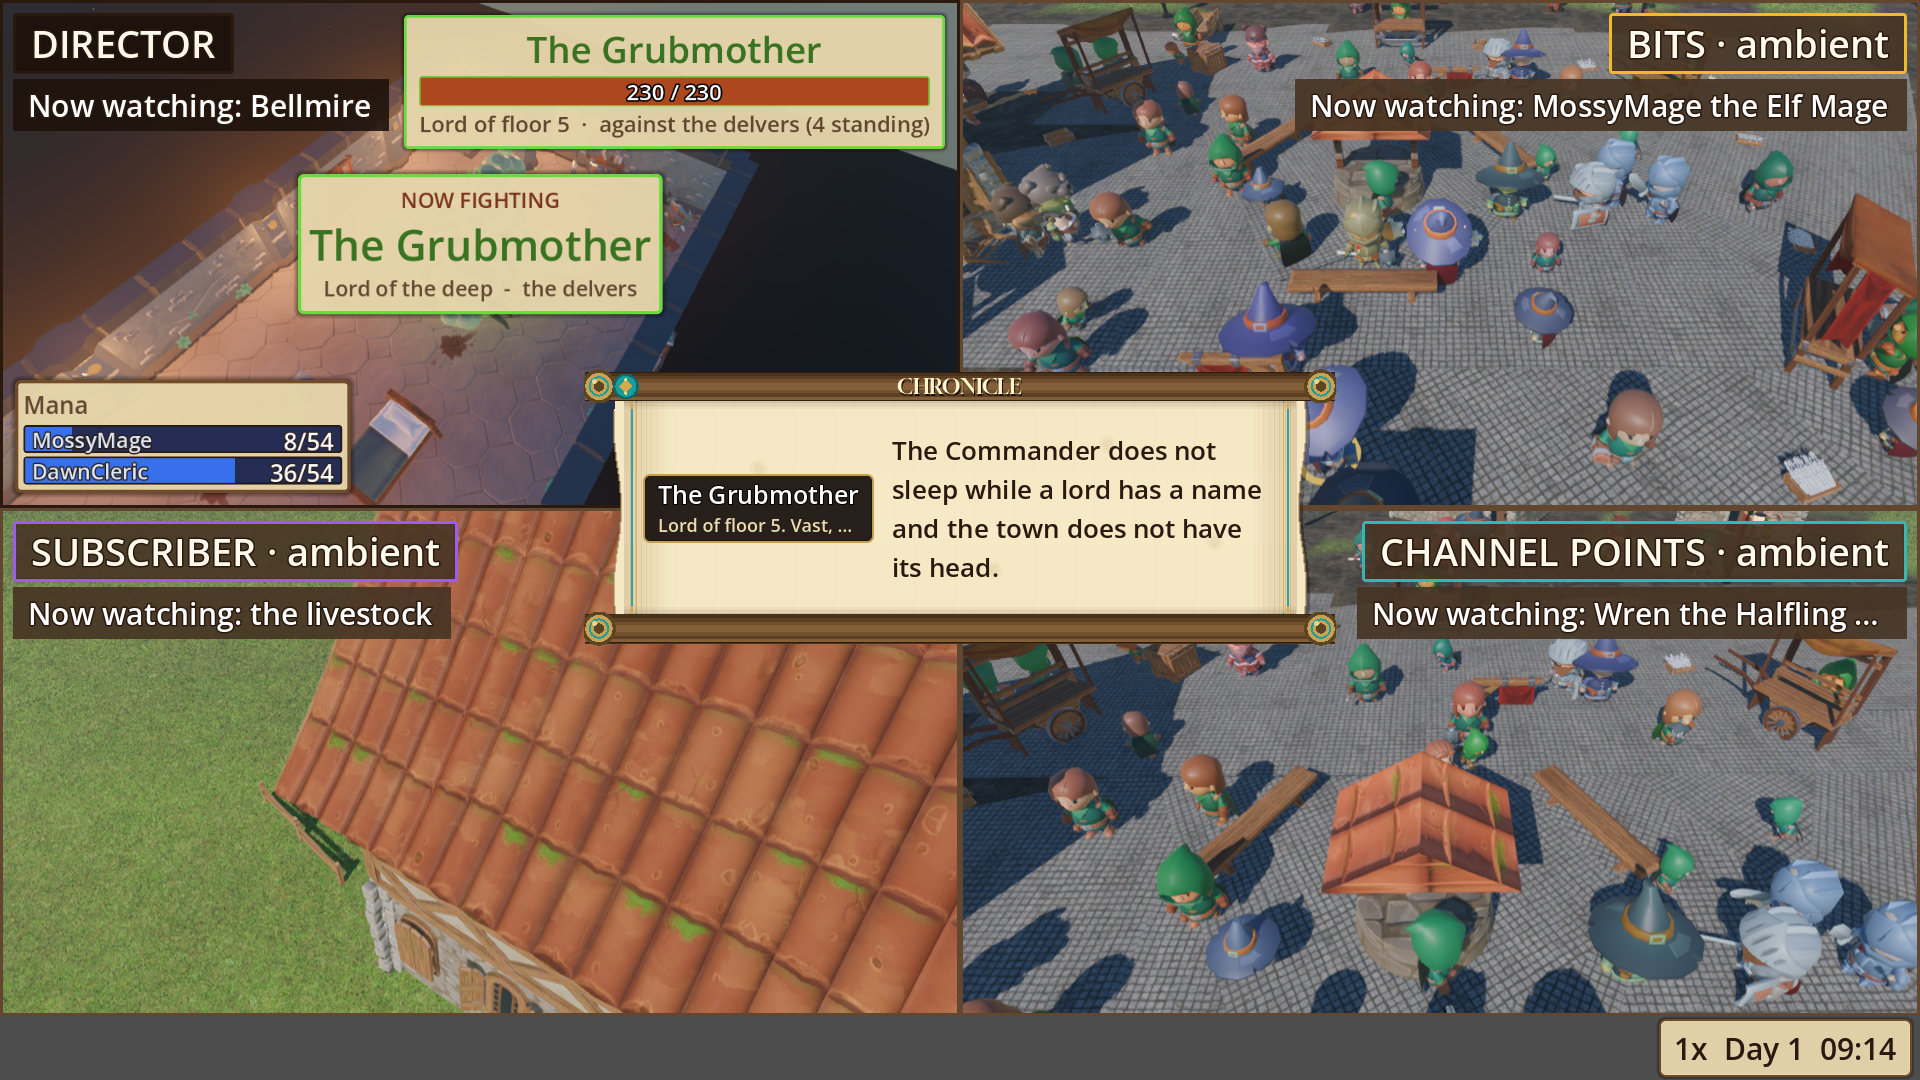 DIRECTOR
Now watching: Bellmire
The Grubmother
230 / 230
Lord of floor 5 · against the delvers (4 standing)
NOW FIGHTING
The Grubmother
Lord of the deep - the delvers
Mana
MossyMage 8/54
DawnCleric 36/54
BITS · ambient
Now watching: MossyMage the Elf Mage
CHRONICLE
The Grubmother
Lord of floor 5. Vast, ...
The Commander does not
sleep while a lord has a name
and the town does not have
its head.
SUBSCRIBER · ambient
Now watching: the livestock
CHANNEL POINTS · ambient
Now watching: Wren the Halfling ...
1x Day 1 09:14